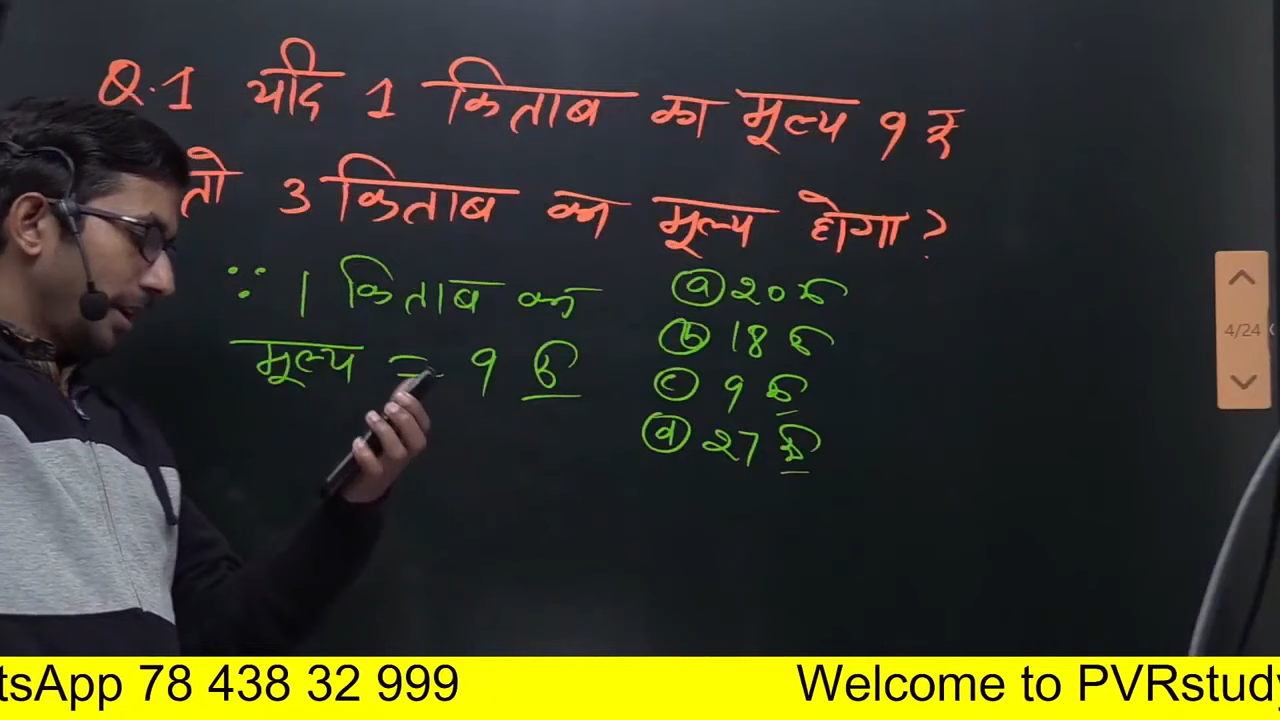 Q.1 यदि 1 किताब का मूल्य 9 रु
तो 3 किताब का मूल्य होगा?
∵ 1 किताब का
मूल्य = 9 रु
ⓐ 20 रु
ⓑ 18 रु
ⓒ 9 रु
ⓓ 27 रु
4/24
tsApp 78 438 32 999
Welcome to PVRstudy